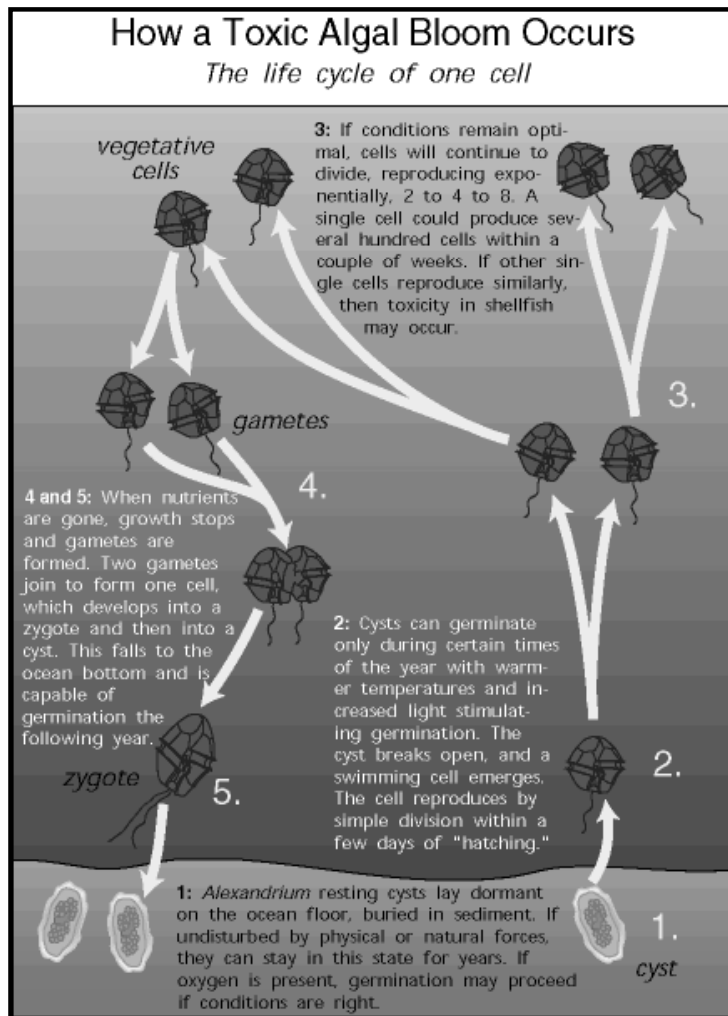 How a Toxic Algal Bloom Occurs
The life cycle of one cell
vegetative
cells
3: If conditions remain opti-
mal, cells will continue to
divide, reproducing expo-
nentially, 2 to 4 to 8. A
single cell could produce sev-
eral hundred cells within a
couple of weeks. If other sin-
gle cells reproduce similarly,
then toxicity in shellfish
may occur.
3.
gametes
4.
4 and 5: When nutrients
are gone, growth stops
and gametes are
formed. Two gametes
join to form one cell,
which develops into a
zygote and then into a
cyst. This falls to the
ocean bottom and is
capable of
germination the
following year.
2: Cysts can germinate
only during certain times
of the year with warm-
er temperatures and in-
creased light stimulat-
ing germination. The
cyst breaks open, and a
swimming cell emerges.
The cell reproduces by
simple division within a
few days of "hatching."
2.
zygote
5.
1: Alexandrium resting cysts lay dormant
on the ocean floor, buried in sediment. If
undisturbed by physical or natural forces,
they can stay in this state for years. If
oxygen is present, germination may proceed
if conditions are right.
1.
cyst